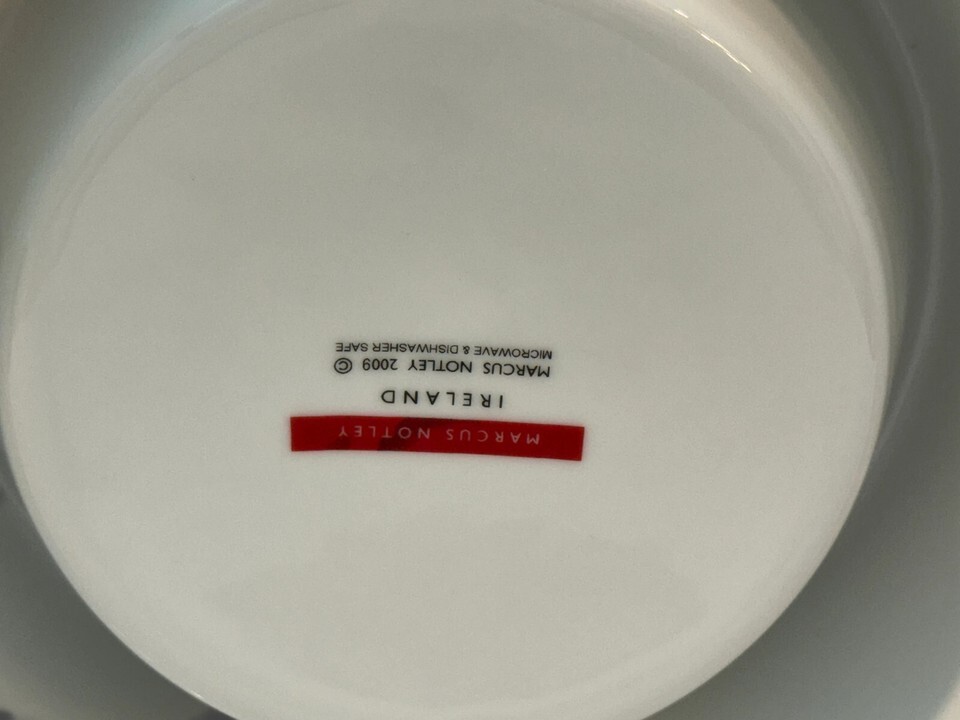 MARCUS NOTLEY
IRELAND
MARCUS NOTLEY 2009 ©
MICROWAVE & DISHWASHER SAFE